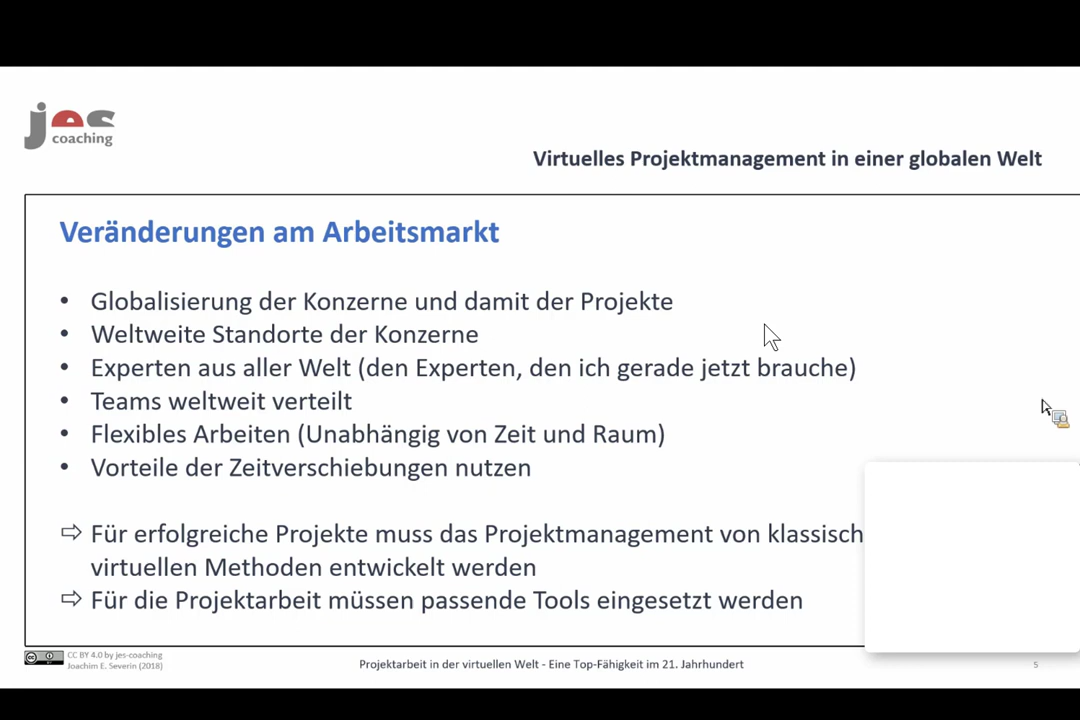 jes
coaching
Virtuelles Projektmanagement in einer globalen Welt
Veränderungen am Arbeitsmarkt
• Globalisierung der Konzerne und damit der Projekte
• Weltweite Standorte der Konzerne
• Experten aus aller Welt (den Experten, den ich gerade jetzt brauche)
• Teams weltweit verteilt
• Flexibles Arbeiten (Unabhängig von Zeit und Raum)
• Vorteile der Zeitverschiebungen nutzen
⇨ Für erfolgreiche Projekte muss das Projektmanagement von klassisch
virtuellen Methoden entwickelt werden
⇨ Für die Projektarbeit müssen passende Tools eingesetzt werden
CC BY 4.0 by jes-coaching
Joachim E. Severin (2018)
Projektarbeit in der virtuellen Welt - Eine Top-Fähigkeit im 21. Jahrhundert
5